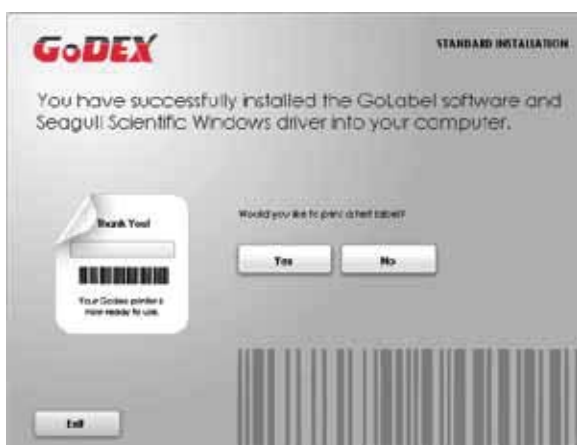 GoDEX
STANDARD INSTALLATION
You have successfully installed the GoLabel software and
Seagull Scientific Windows driver into your computer.
Thank You!
Your Godex printer is
now ready to use.
Would you like to print a test label?
Yes
No
Exit